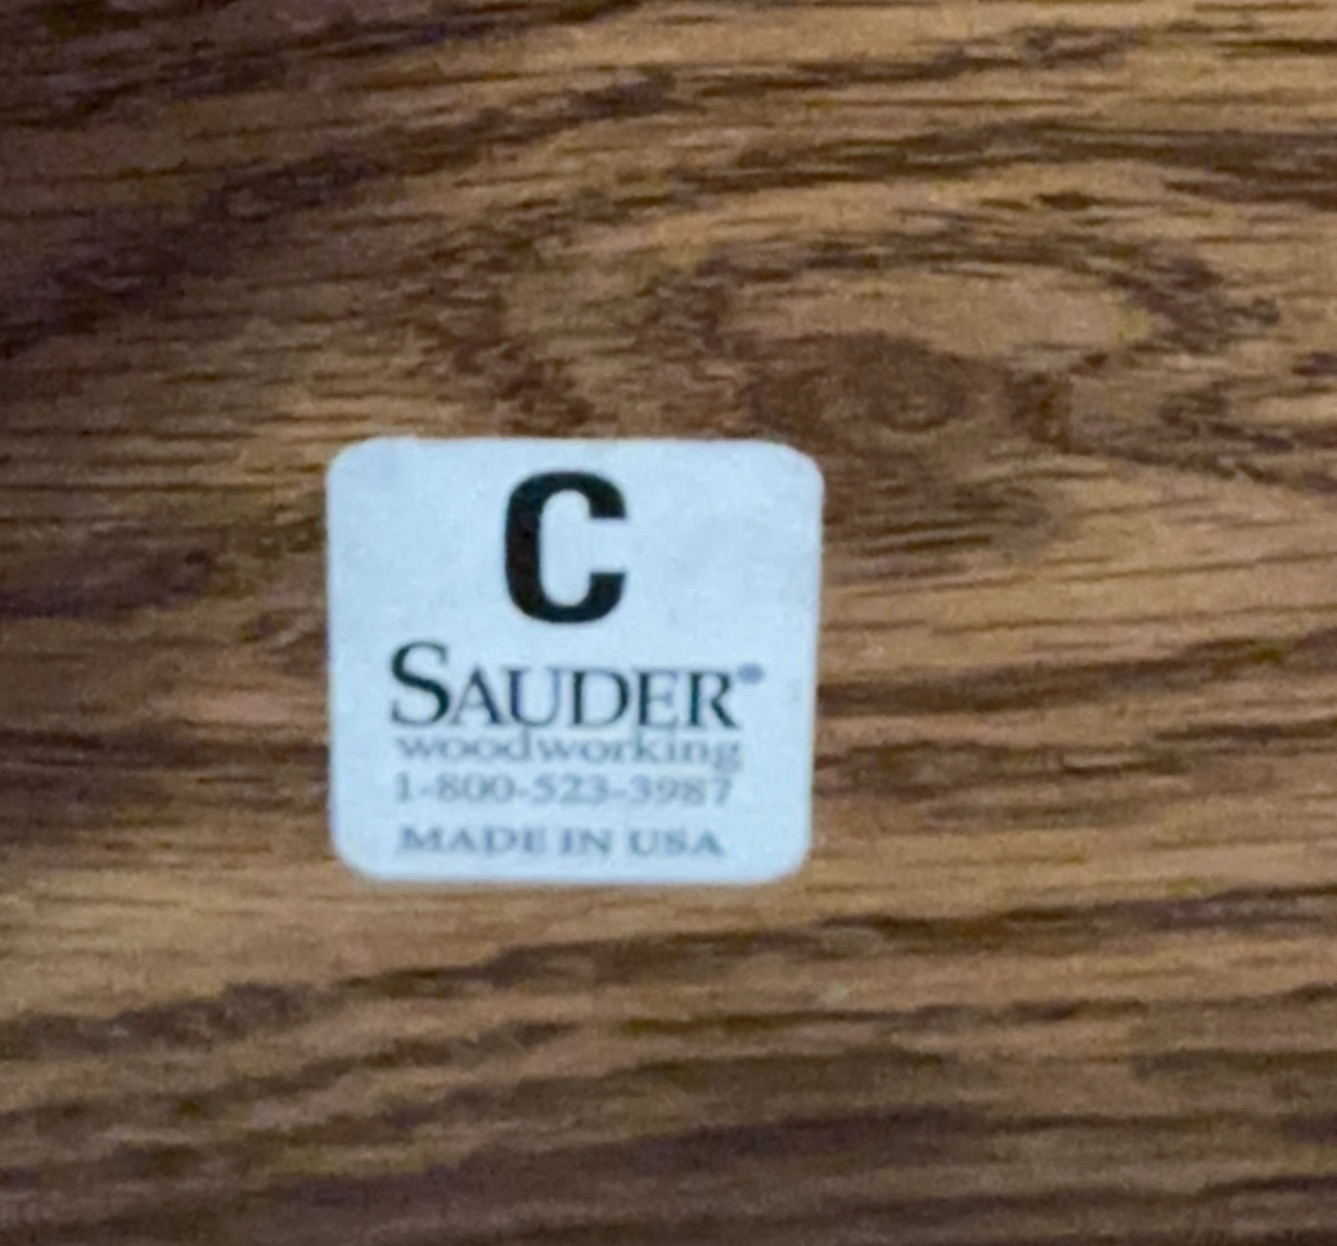 C
SAUDER®
woodworking
1-800-523-3987
MADE IN USA